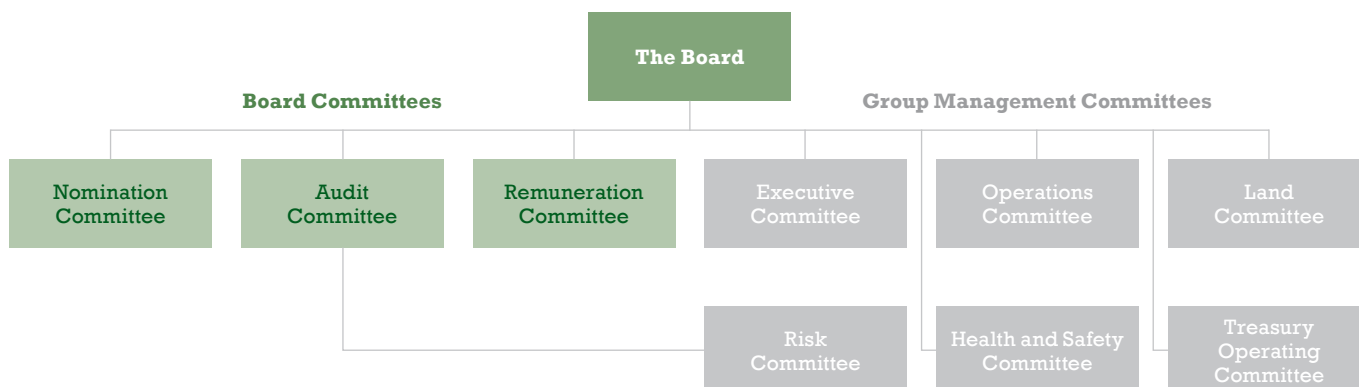 The Board
Board Committees
Group Management Committees
Nomination
Committee
Audit
Committee
Remuneration
Committee
Executive
Committee
Operations
Committee
Land
Committee
Risk
Committee
Health and Safety
Committee
Treasury
Operating
Committee